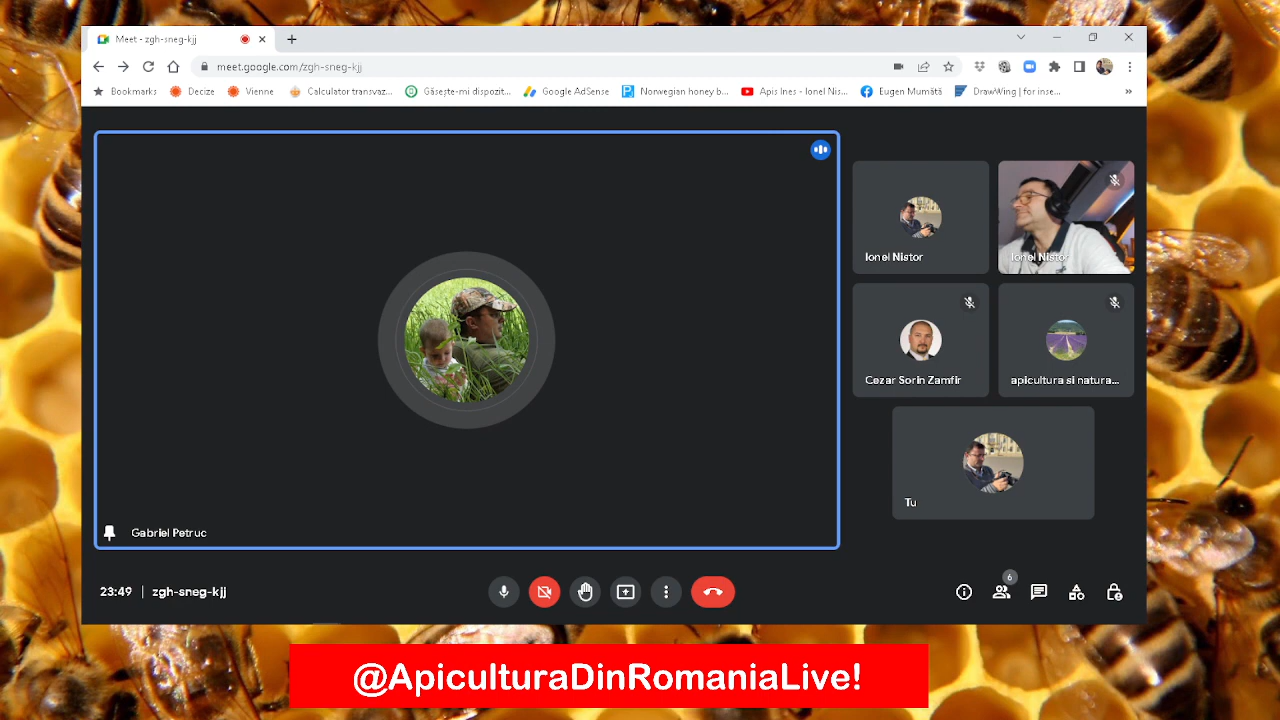 Meet - zgh-sneg-kjj
meet.google.com/zgh-sneg-kjj
Bookmarks Decize Vienne Calculator transvaz... Găsește-mi dispozit... Google AdSense Norwegian honey b... Apis Ines - Ionel Nis... Eugen Mumătă DrawWing | for inse... »
Ionel Nistor
Ionel Nistor
Cezar Sorin Zamfir
apicultura si natura...
Tu
Gabriel Petruc
23:49 | zgh-sneg-kjj
6
@ApiculturaDinRomaniaLive!